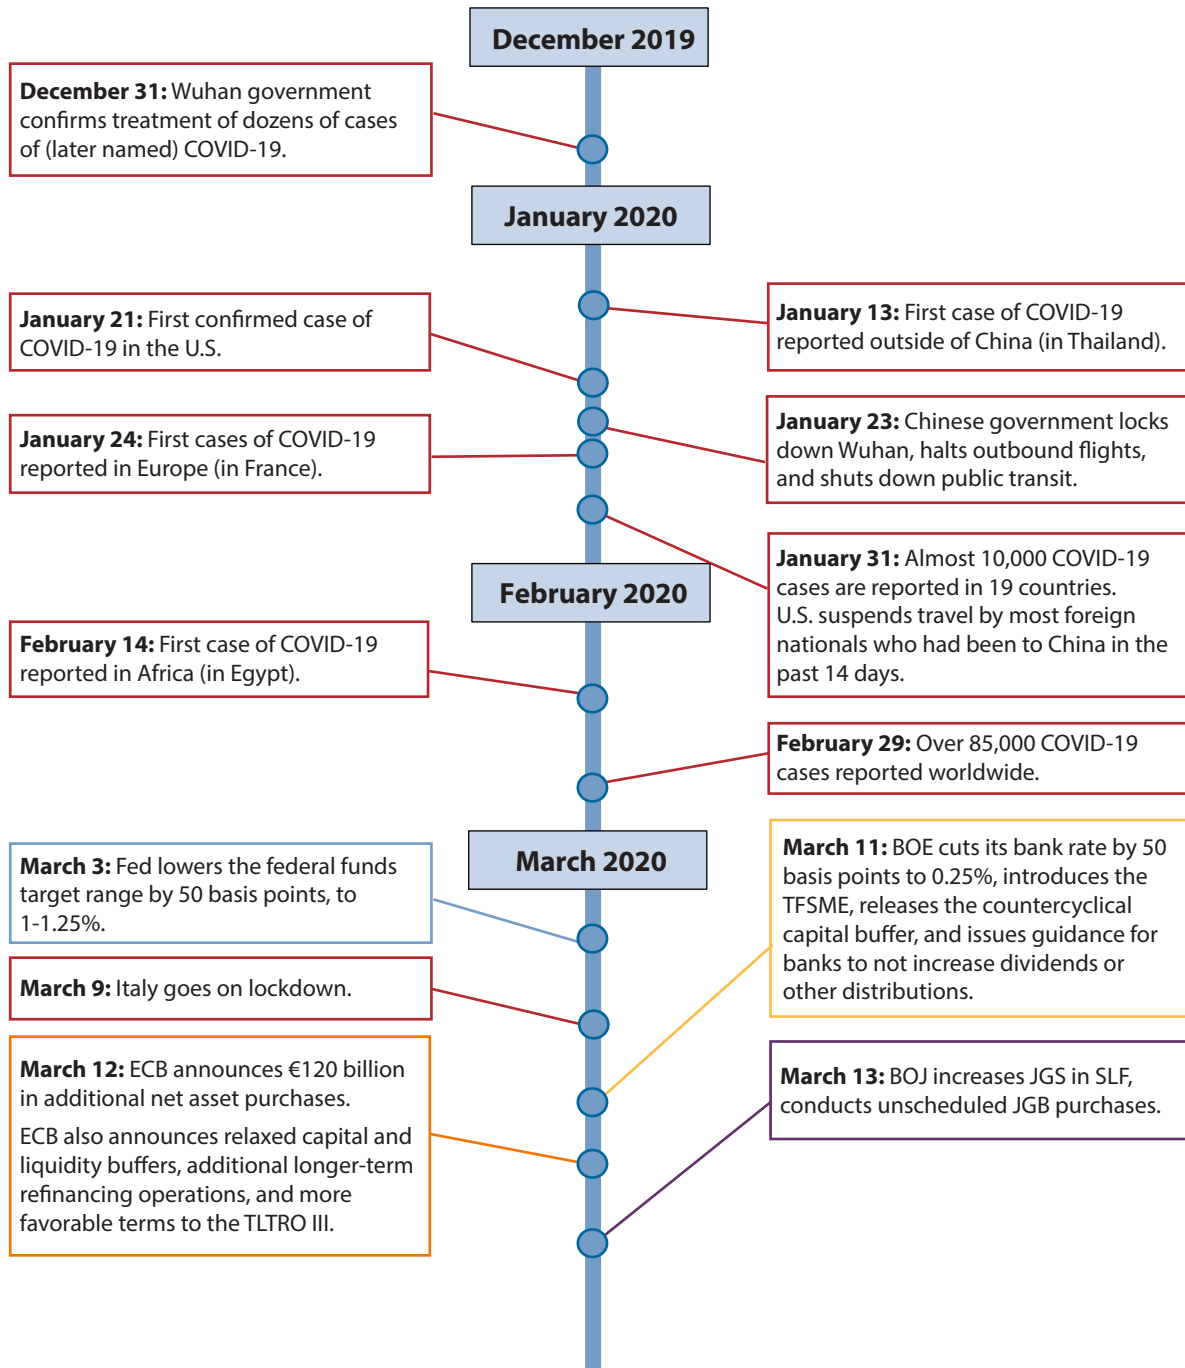 December 2019
December 31: Wuhan government
confirms treatment of dozens of cases
of (later named) COVID-19.
January 2020
January 13: First case of COVID-19
reported outside of China (in Thailand).
January 21: First confirmed case of
COVID-19 in the U.S.
January 23: Chinese government locks
down Wuhan, halts outbound flights,
and shuts down public transit.
January 24: First cases of COVID-19
reported in Europe (in France).
January 31: Almost 10,000 COVID-19
cases are reported in 19 countries.
U.S. suspends travel by most foreign
nationals who had been to China in the
past 14 days.
February 2020
February 14: First case of COVID-19
reported in Africa (in Egypt).
February 29: Over 85,000 COVID-19
cases reported worldwide.
March 2020
March 3: Fed lowers the federal funds
target range by 50 basis points, to
1-1.25%.
March 9: Italy goes on lockdown.
March 11: BOE cuts its bank rate by 50
basis points to 0.25%, introduces the
TFSME, releases the countercyclical
capital buffer, and issues guidance for
banks to not increase dividends or
other distributions.
March 12: ECB announces €120 billion
in additional net asset purchases.
ECB also announces relaxed capital and
liquidity buffers, additional longer-term
refinancing operations, and more
favorable terms to the TLTRO III.
March 13: BOJ increases JGS in SLF,
conducts unscheduled JGB purchases.